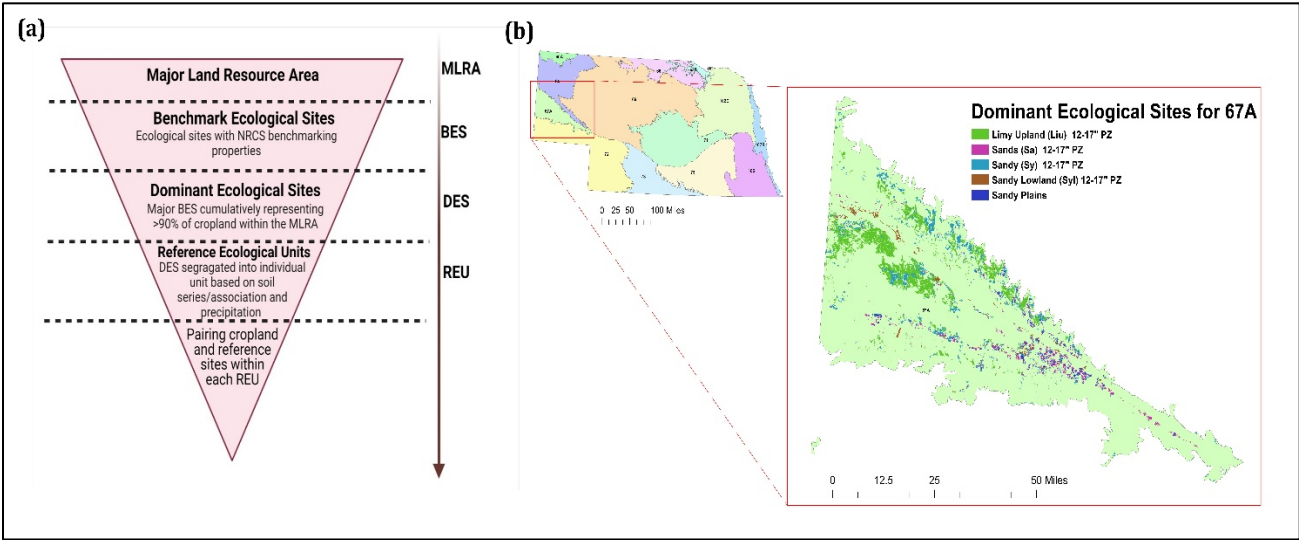 (a)
Major Land Resource Area
MLRA
Benchmark Ecological Sites
Ecological sites with NRCS benchmarking
properties
BES
Dominant Ecological Sites
Major BES cumulatively representing
>90% of cropland within the MLRA
DES
Reference Ecological Units
DES segregated into individual
unit based on soil
series/association and
precipitation
REU
Pairing cropland
and reference
sites within
each REU
(b)
0 25 50 100 Miles
Dominant Ecological Sites for 67A
Limy Upland (Liu) 12-17" PZ
Sands (Sa) 12-17" PZ
Sandy (Sy) 12-17" PZ
Sandy Lowland (Syl) 12-17" PZ
Sandy Plains
0 12.5 25 50 Miles